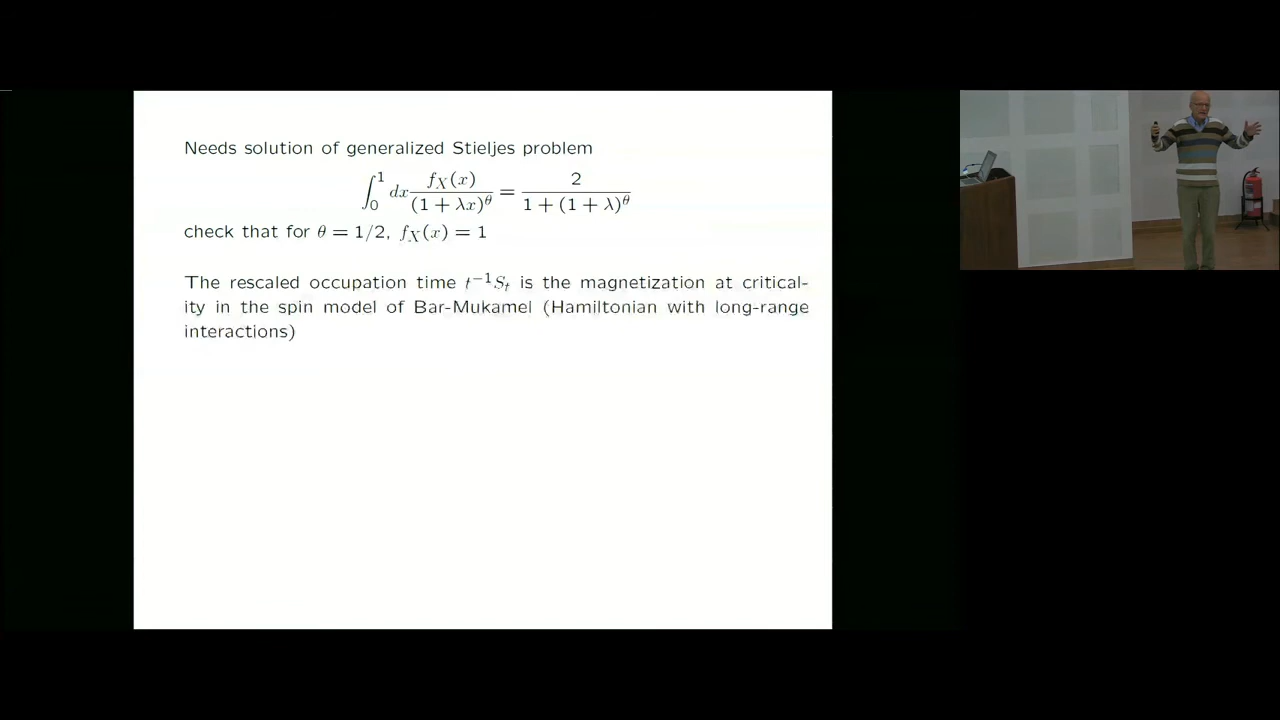 Needs solution of generalized Stieljes problem
∫₀¹ dx f_X(x) / (1 + λx)^θ = 2 / (1 + (1 + λ)^θ)
check that for θ = 1/2, f_X(x) = 1
The rescaled occupation time t⁻¹S_t is the magnetization at critical-
ity in the spin model of Bar-Mukamel (Hamiltonian with long-range
interactions)